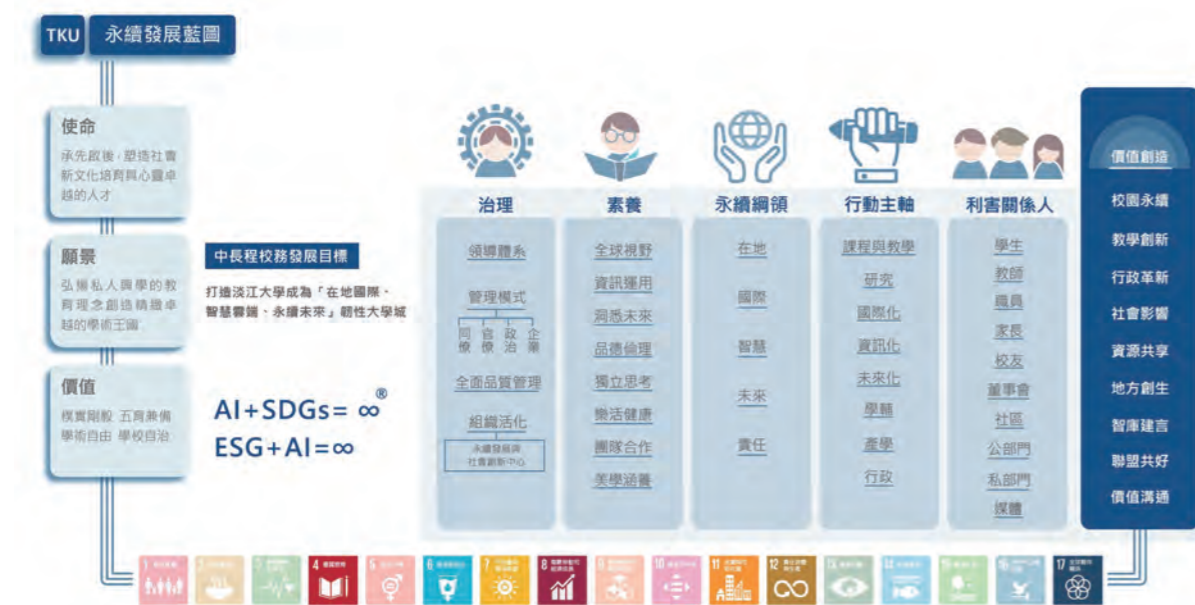 TKU 永續發展藍圖
使命
承先啟後,塑造社會
新文化培育具心靈卓
越的人才
願景
弘揚私人興學的教
育理念創造精緻卓
越的學術王國
價值
樸實剛毅 五育兼備
學術自由 學校自治
中長程校務發展目標
打造淡江大學成為「在地國際、
智慧雲端、永續未來」韌性大學城
AI+SDGs= ∞®
ESG+AI=∞
治理
領導體系
管理模式
同僚 官僚 政治 企業
全面品質管理
組織活化
永續發展與
社會創新中心
素養
全球視野
資訊運用
洞悉未來
品德倫理
獨立思考
樂活健康
團隊合作
美學涵養
永續綱領
在地
國際
智慧
未來
責任
行動主軸
課程與教學
研究
國際化
資訊化
未來化
學輔
產學
行政
利害關係人
學生
教師
職員
家長
校友
董事會
社區
公部門
私部門
媒體
價值創造
校園永續
教學創新
行政革新
社會影響
資源共享
地方創生
智庫建言
聯盟共好
價值溝通
1
2
3
4
5
6
7
8
9
10
11
12
13
14
15
16
17